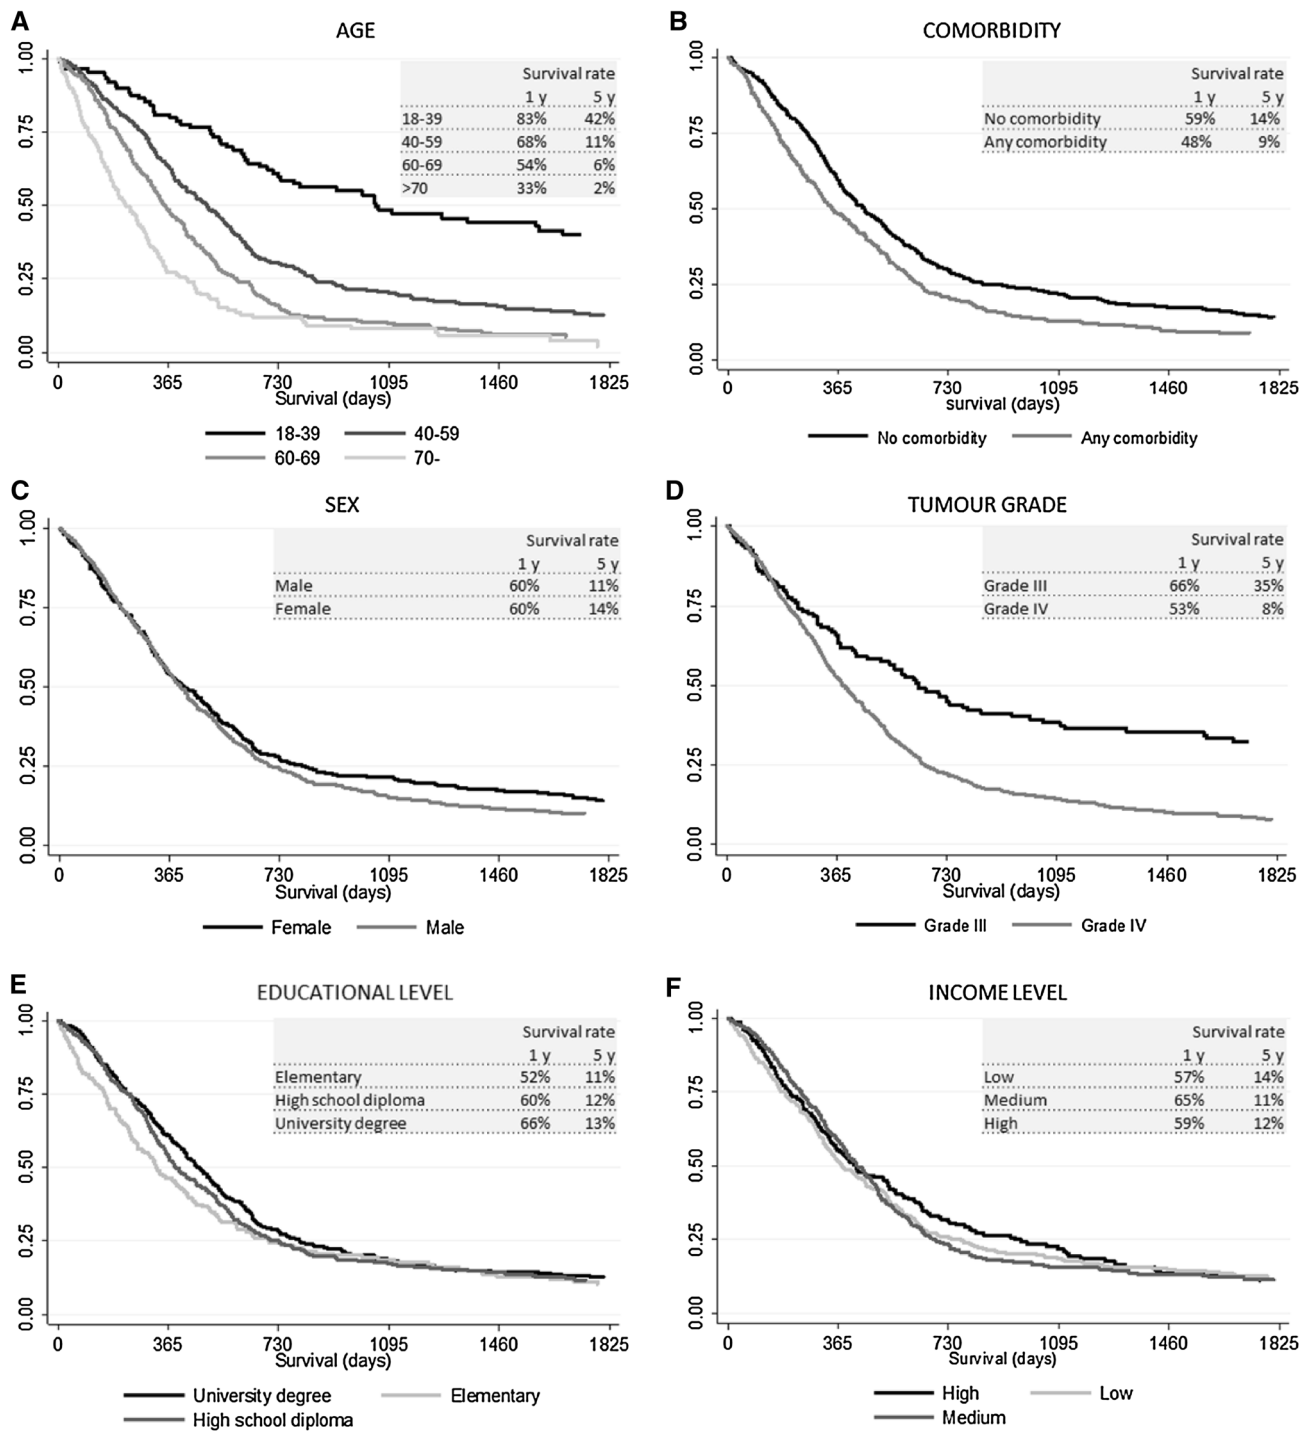 A
AGE
1.00
0.75
0.50
0.25
0.00
Survival rate
1 y 5 y
18-39 83% 42%
40-59 68% 11%
60-69 54% 6%
>70 33% 2%
0 365 730 1095 1460 1825
Survival (days)
18-39 40-59
60-69 70-
B
COMORBIDITY
1.00
0.75
0.50
0.25
0.00
Survival rate
1 y 5 y
No comorbidity 59% 14%
Any comorbidity 48% 9%
0 365 730 1095 1460 1825
survival (days)
No comorbidity Any comorbidity
C
SEX
1.00
0.75
0.50
0.25
0.00
Survival rate
1 y 5 y
Male 60% 11%
Female 60% 14%
0 365 730 1095 1460 1825
Survival (days)
Female Male
D
TUMOUR GRADE
1.00
0.75
0.50
0.25
0.00
Survival rate
1 y 5 y
Grade III 66% 35%
Grade IV 53% 8%
0 365 730 1095 1460 1825
Survival (days)
Grade III Grade IV
E
EDUCATIONAL LEVEL
1.00
0.75
0.50
0.25
0.00
Survival rate
1 y 5 y
Elementary 52% 11%
High school diploma 60% 12%
University degree 66% 13%
0 365 730 1095 1460 1825
Survival (days)
University degree Elementary
High school diploma
F
INCOME LEVEL
1.00
0.75
0.50
0.25
0.00
Survival rate
1 y 5 y
Low 57% 14%
Medium 65% 11%
High 59% 12%
0 365 730 1095 1460 1825
Survival (days)
High Low
Medium